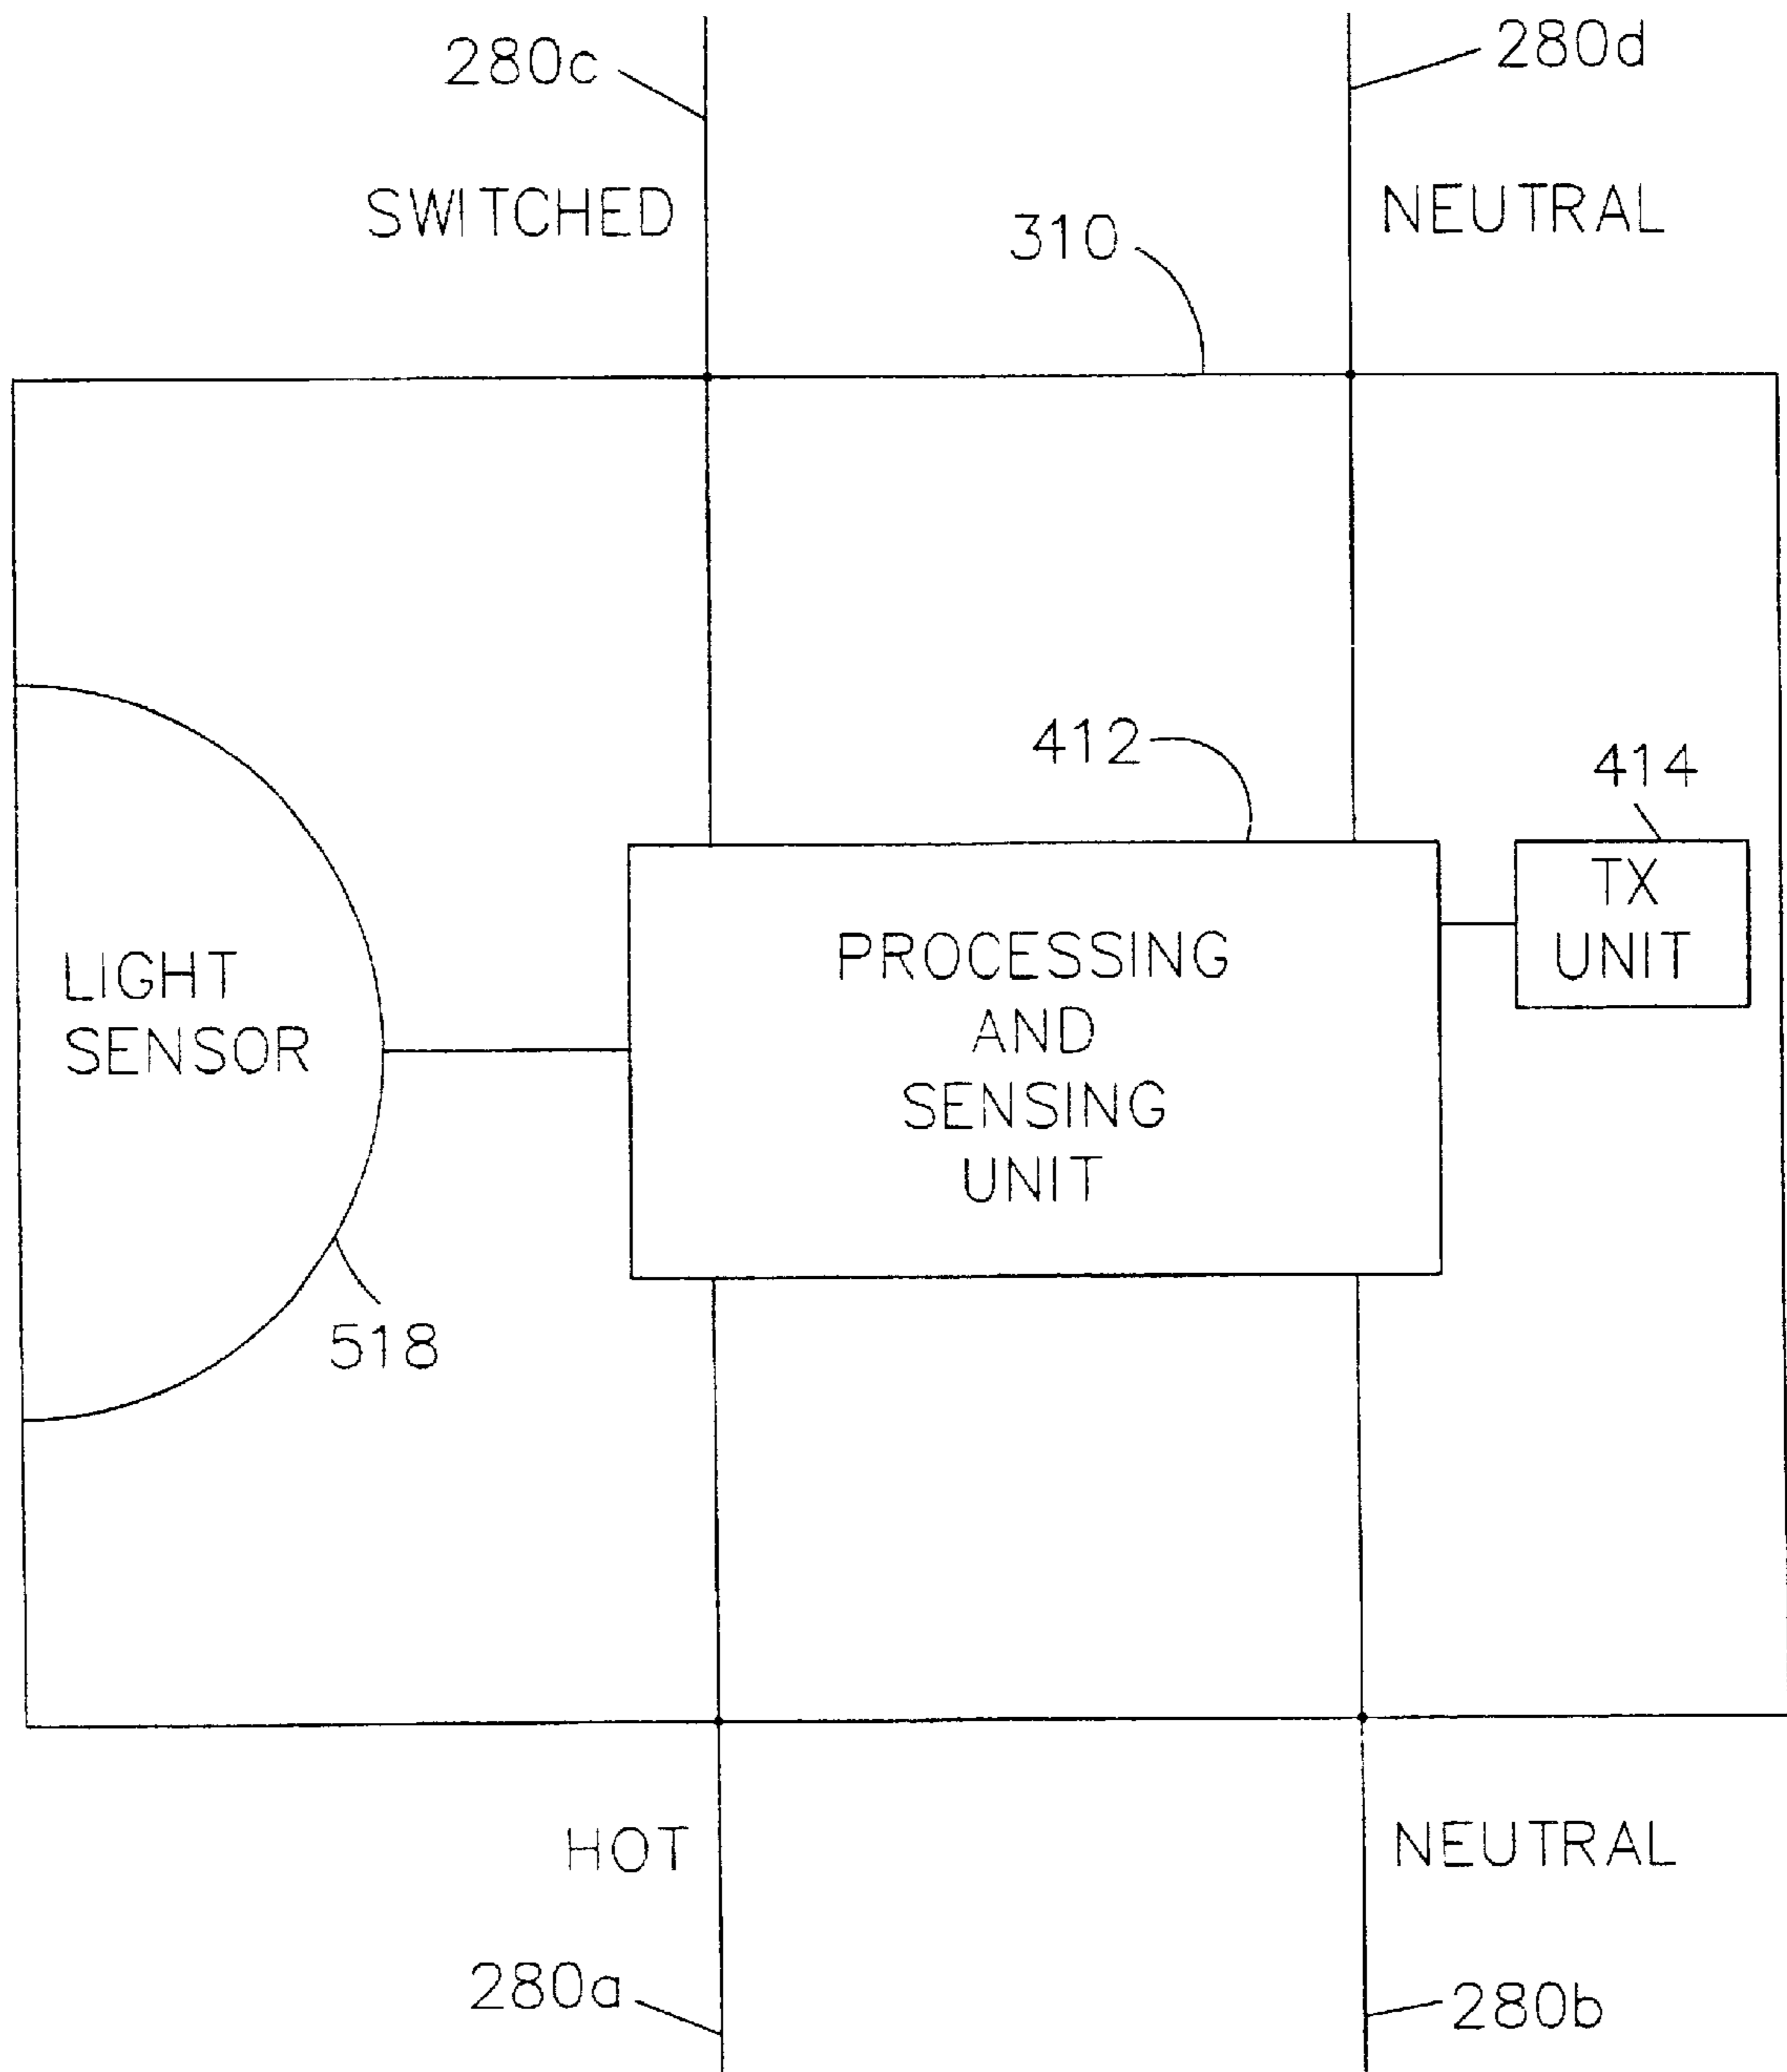 280c
280d
SWITCHED
NEUTRAL
310
412
414
TX
UNIT
LIGHT
SENSOR
PROCESSING
AND
SENSING
UNIT
518
HOT
NEUTRAL
280a
280b